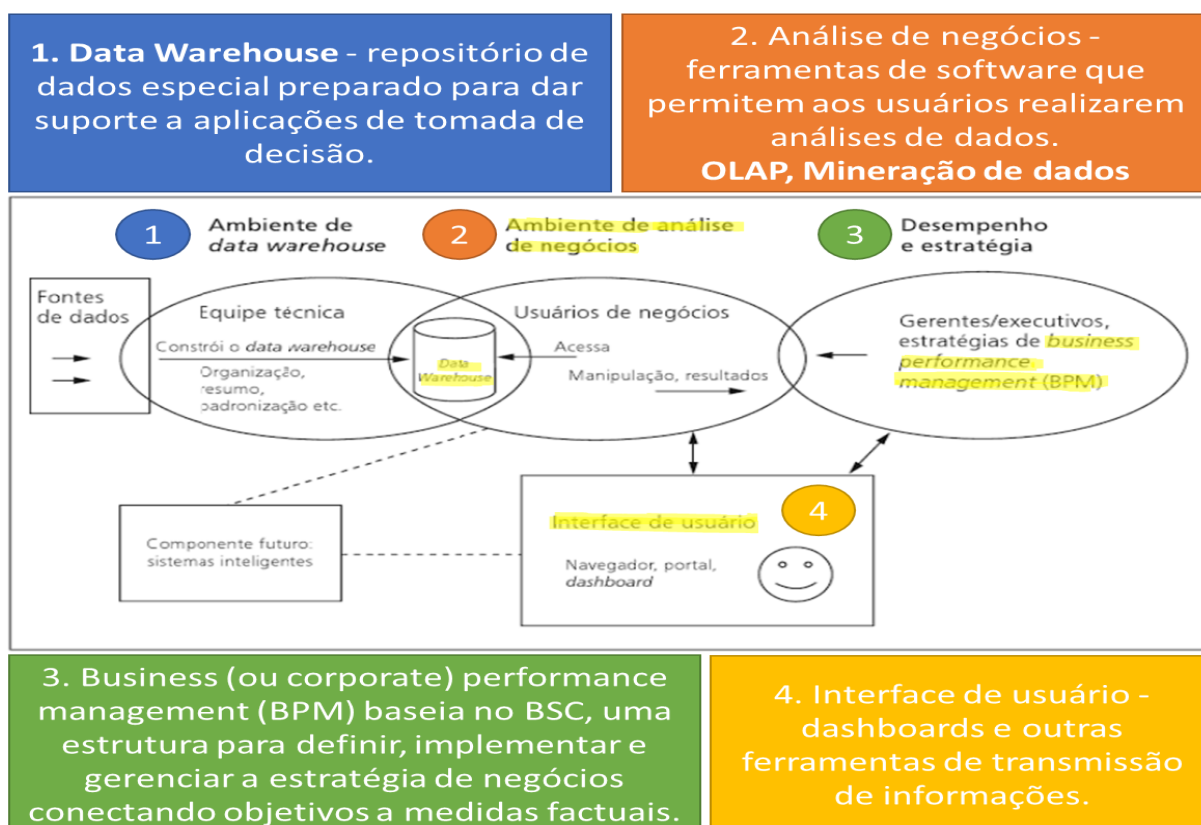 1. Data Warehouse - repositório de
dados especial preparado para dar
suporte a aplicações de tomada de
decisão.
2. Análise de negócios -
ferramentas de software que
permitem aos usuários realizarem
análises de dados.
OLAP, Mineração de dados
1
Ambiente de
data warehouse
2
Ambiente de análise
de negócios
3
Desempenho
e estratégia
Fontes
de dados
Equipe técnica
Constrói o data warehouse
Organização,
resumo,
padronização etc.
Data
Warehouse
Usuários de negócios
Acessa
Manipulação, resultados
Gerentes/executivos,
estratégias de business
performance
management (BPM)
Componente futuro:
sistemas inteligentes
Interface de usuário
4
Navegador, portal,
dashboard
3. Business (ou corporate) performance
management (BPM) baseia no BSC, uma
estrutura para definir, implementar e
gerenciar a estratégia de negócios
conectando objetivos a medidas factuais.
4. Interface de usuário -
dashboards e outras
ferramentas de transmissão
de informações.